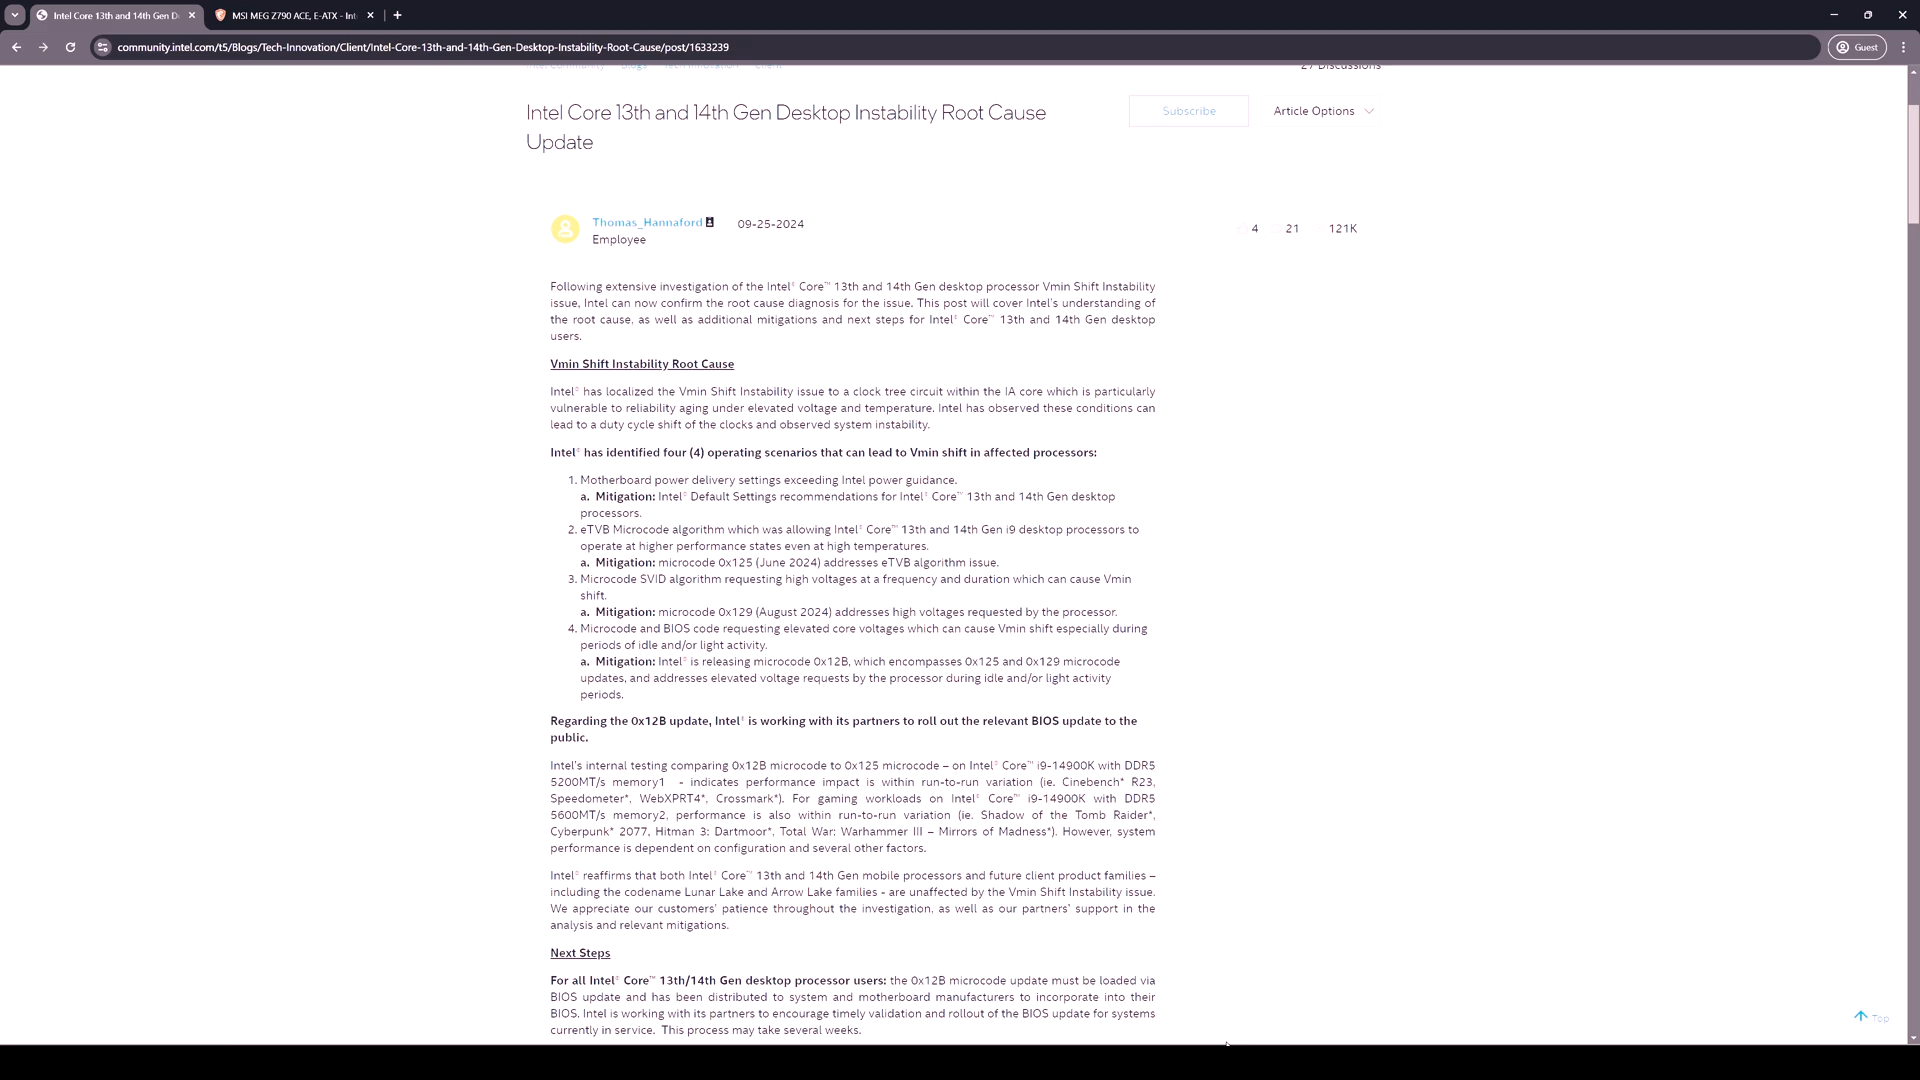 Intel Core 13th and 14th Gen D
MSI MEG Z790 ACE, E-ATX - Int
community.intel.com/t5/Blogs/Tech-Innovation/Client/Intel-Core-13th-and-14th-Gen-Desktop-Instability-Root-Cause/post/1633239
Guest
Intel Community Blogs Tech Innovation Client
27 Discussions
Intel Core 13th and 14th Gen Desktop Instability Root Cause
Update
Subscribe
Article Options
Thomas_Hannaford
09-25-2024
Employee
4 21 121K
Following extensive investigation of the Intel® Core™ 13th and 14th Gen desktop processor Vmin Shift Instability
issue, Intel can now confirm the root cause diagnosis for the issue. This post will cover Intel's understanding of
the root cause, as well as additional mitigations and next steps for Intel® Core™ 13th and 14th Gen desktop
users.
Vmin Shift Instability Root Cause
Intel® has localized the Vmin Shift Instability issue to a clock tree circuit within the IA core which is particularly
vulnerable to reliability aging under elevated voltage and temperature. Intel has observed these conditions can
lead to a duty cycle shift of the clocks and observed system instability.
Intel® has identified four (4) operating scenarios that can lead to Vmin shift in affected processors:
1. Motherboard power delivery settings exceeding Intel power guidance.
a. Mitigation: Intel® Default Settings recommendations for Intel® Core™ 13th and 14th Gen desktop
processors.
2. eTVB Microcode algorithm which was allowing Intel® Core™ 13th and 14th Gen i9 desktop processors to
operate at higher performance states even at high temperatures.
a. Mitigation: microcode 0x125 (June 2024) addresses eTVB algorithm issue.
3. Microcode SVID algorithm requesting high voltages at a frequency and duration which can cause Vmin
shift.
a. Mitigation: microcode 0x129 (August 2024) addresses high voltages requested by the processor.
4. Microcode and BIOS code requesting elevated core voltages which can cause Vmin shift especially during
periods of idle and/or light activity.
a. Mitigation: Intel® is releasing microcode 0x12B, which encompasses 0x125 and 0x129 microcode
updates, and addresses elevated voltage requests by the processor during idle and/or light activity
periods.
Regarding the 0x12B update, Intel® is working with its partners to roll out the relevant BIOS update to the
public.
Intel's internal testing comparing 0x12B microcode to 0x125 microcode – on Intel® Core™ i9-14900K with DDR5
5200MT/s memory1 - indicates performance impact is within run-to-run variation (ie. Cinebench* R23,
Speedometer*, WebXPRT4*, Crossmark*). For gaming workloads on Intel® Core™ i9-14900K with DDR5
5600MT/s memory2, performance is also within run-to-run variation (ie. Shadow of the Tomb Raider*,
Cyberpunk* 2077, Hitman 3: Dartmoor*, Total War: Warhammer III – Mirrors of Madness*). However, system
performance is dependent on configuration and several other factors.
Intel® reaffirms that both Intel® Core™ 13th and 14th Gen mobile processors and future client product families –
including the codename Lunar Lake and Arrow Lake families - are unaffected by the Vmin Shift Instability issue.
We appreciate our customers' patience throughout the investigation, as well as our partners' support in the
analysis and relevant mitigations.
Next Steps
For all Intel® Core™ 13th/14th Gen desktop processor users: the 0x12B microcode update must be loaded via
BIOS update and has been distributed to system and motherboard manufacturers to incorporate into their
BIOS. Intel is working with its partners to encourage timely validation and rollout of the BIOS update for systems
currently in service. This process may take several weeks.
Top